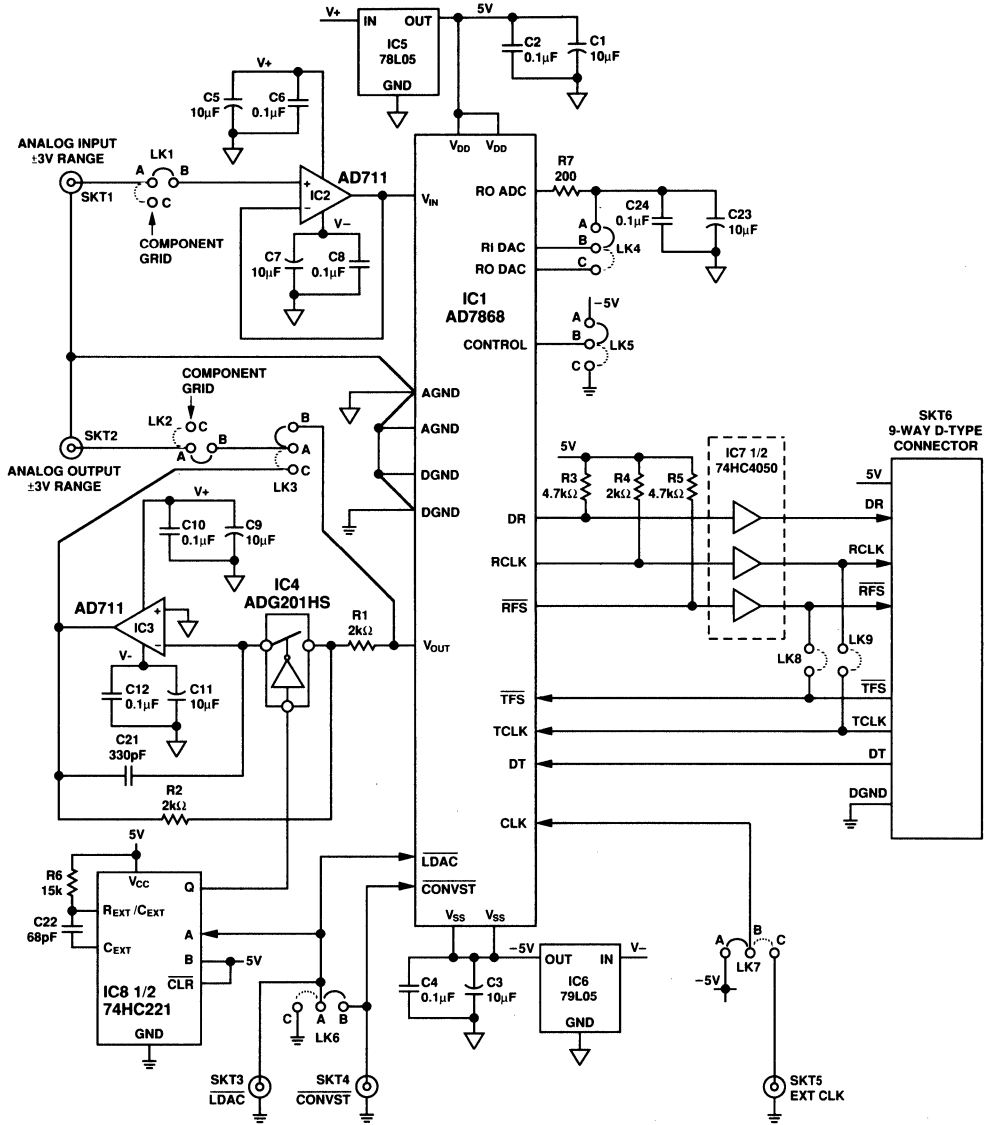 V+
IN
OUT
5V
IC5
78L05
GND
C2
0.1µF
C1
10µF
V+
C5
10µF
C6
0.1µF
ANALOG INPUT
±3V RANGE
LK1
A
B
C
SKT1
COMPONENT
GRID
AD711
+
IC2
–
V–
C7
10µF
C8
0.1µF
VDD
VDD
VIN
RO ADC
R7
200
C24
0.1µF
C23
10µF
RI DAC
RO DAC
A
B
C
LK4
IC1
AD7868
–5V
CONTROL
A
B
C
LK5
COMPONENT
GRID
AGND
AGND
DGND
DGND
LK2
C
A
B
SKT2
ANALOG OUTPUT
±3V RANGE
B
A
C
LK3
V+
C10
0.1µF
C9
10µF
AD711
+
IC3
–
V-
C12
0.1µF
C11
10µF
IC4
ADG201HS
R1
2kΩ
VOUT
C21
330pF
R2
2kΩ
5V
R3
4.7kΩ
R4
2kΩ
R5
4.7kΩ
IC7 1/2
74HC4050
SKT6
9-WAY D-TYPE
CONNECTOR
5V
DR
DR
RCLK
RCLK
RFS
RFS
LK8
LK9
TFS
TFS
TCLK
TCLK
DT
DT
DGND
CLK
5V
R6
15k
VCC
Q
REXT/CEXT
C22
68pF
CEXT
A
B
5V
CLR
IC8 1/2
74HC221
GND
LDAC
CONVST
VSS
VSS
–5V
OUT
IN
V–
IC6
79L05
GND
C4
0.1µF
C3
10µF
C
A
B
LK6
A
B
C
LK7
–5V
SKT3
LDAC
SKT4
CONVST
SKT5
EXT CLK